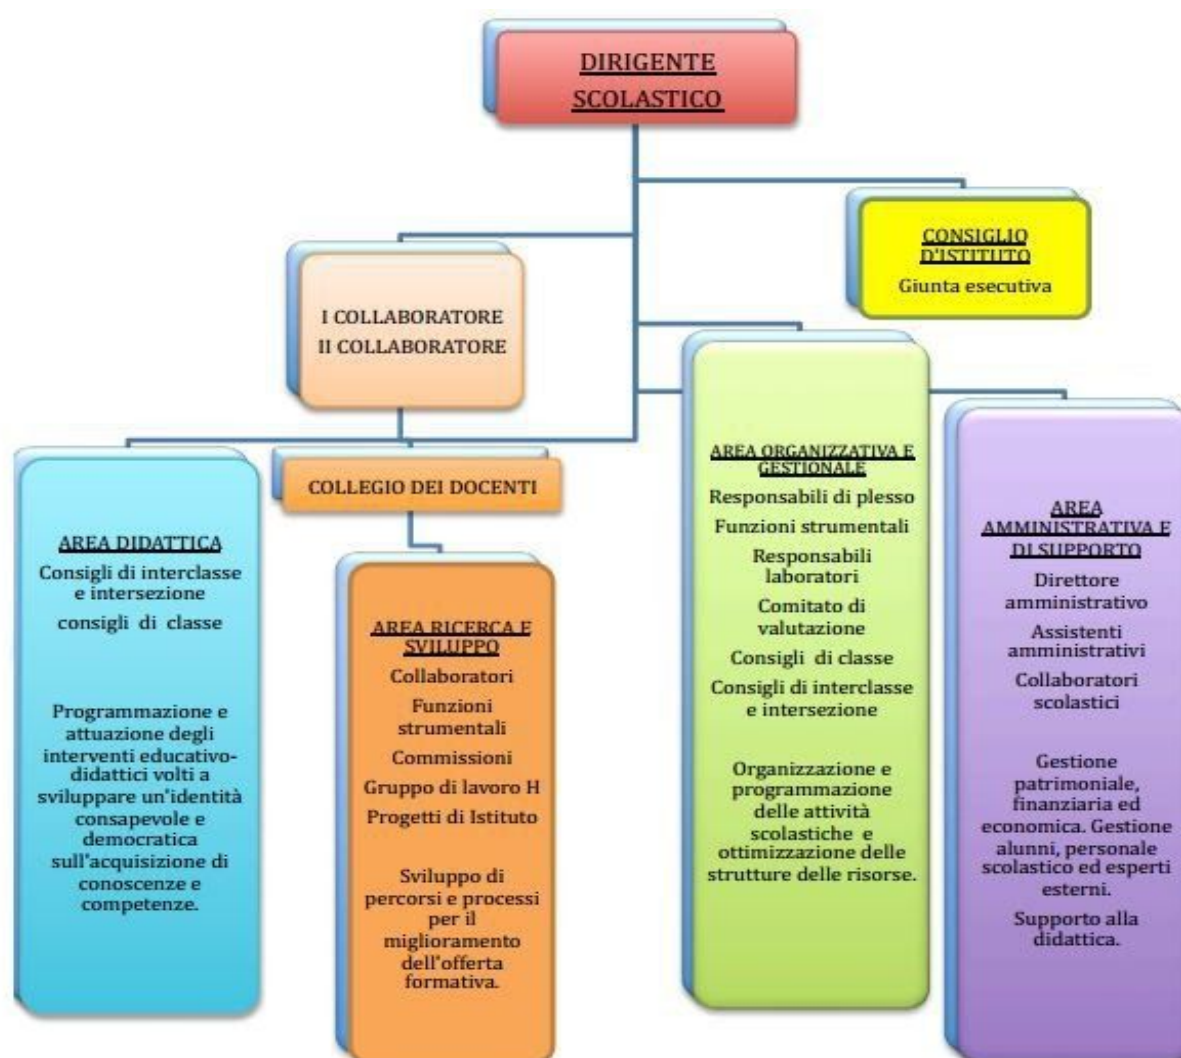 DIRIGENTE
SCOLASTICO
CONSIGLIO
D'ISTITUTO
Giunta esecutiva
I COLLABORATORE
II COLLABORATORE
COLLEGIO DEI DOCENTI
AREA DIDATTICA
Consigli di interclasse
e intersezione
consigli di classe
Programmazione e
attuazione degli
interventi educativo-
didattici volti a
sviluppare un'identità
consapevole e
democratica
sull'acquisizione di
conoscenze e
competenze.
AREA RICERCA E
SVILUPPO
Collaboratori
Funzioni
strumentali
Commissioni
Gruppo di lavoro H
Progetti di Istituto
Sviluppo di
percorsi e processi
per il
miglioramento
dell'offerta
formativa.
AREA ORGANIZZATIVA E
GESTIONALE
Responsabili di plesso
Funzioni strumentali
Responsabili
laboratori
Comitato di
valutazione
Consigli di classe
Consigli di interclasse
e intersezione
Organizzazione e
programmazione
delle attività
scolastiche e
ottimizzazione delle
strutture delle risorse.
AREA
AMMINISTRATIVA E
DI SUPPORTO
Direttore
amministrativo
Assistenti
amministrativi
Collaboratori
scolastici
Gestione
patrimoniale,
finanziaria ed
economica. Gestione
alunni, personale
scolastico ed esperti
esterni.
Supporto alla
didattica.